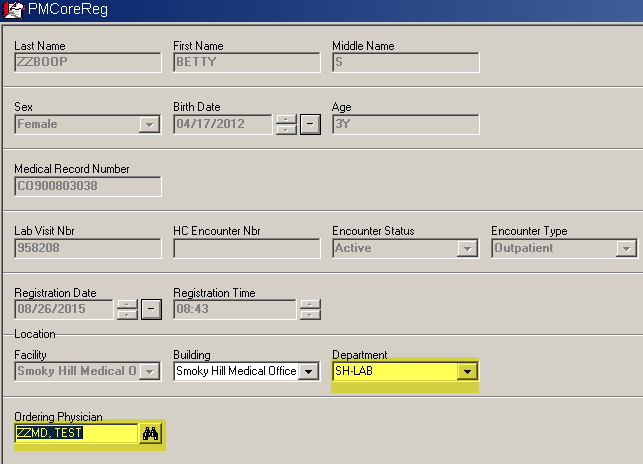 PMCoreReg
Last Name First Name Middle Name
ZZBOOP BETTY S
Sex Birth Date Age
Female 04/17/2012 3Y
Medical Record Number
CO900803038
Lab Visit Nbr HC Encounter Nbr Encounter Status Encounter Type
958208 Active Outpatient
Registration Date Registration Time
08/26/2015 08:43
Location
Facility Building Department
Smoky Hill Medical O Smoky Hill Medical Office SH-LAB
Ordering Physician
ZZMD, TEST